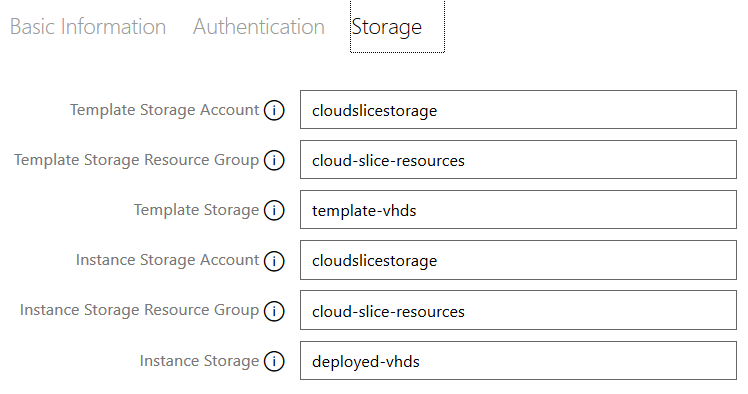 Basic Information Authentication Storage
Template Storage Account i cloudslicestorage
Template Storage Resource Group i cloud-slice-resources
Template Storage i template-vhds
Instance Storage Account i cloudslicestorage
Instance Storage Resource Group i cloud-slice-resources
Instance Storage i deployed-vhds